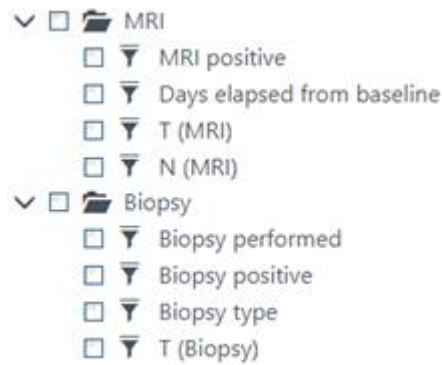 MRI
MRI positive
Days elapsed from baseline
T (MRI)
N (MRI)
Biopsy
Biopsy performed
Biopsy positive
Biopsy type
T (Biopsy)